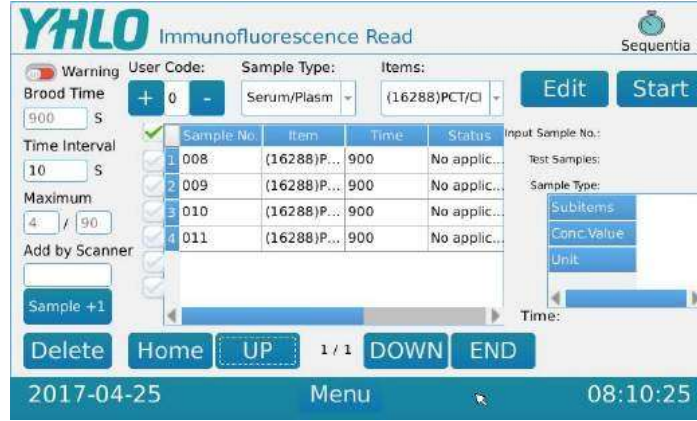 YHLO Immunofluorescence Read
Sequentia
Warning
User Code:
Sample Type:
Items:
Brood Time
+ 0 -
Serum/Plasm
(16288)PCT/Cl
Edit
Start
900 S
Time Interval
10 S
Maximum
4 / 90
Add by Scanner
Sample +1
Sample No. Item Time Status
1 008 (16288)P... 900 No applic...
2 009 (16288)P... 900 No applic...
3 010 (16288)P... 900 No applic...
4 011 (16288)P... 900 No applic...
Input Sample No.:
Test Samples:
Sample Type:
Subitems
Conc.Value
Unit
Time:
Delete Home UP 1 / 1 DOWN END
2017-04-25 Menu 08:10:25